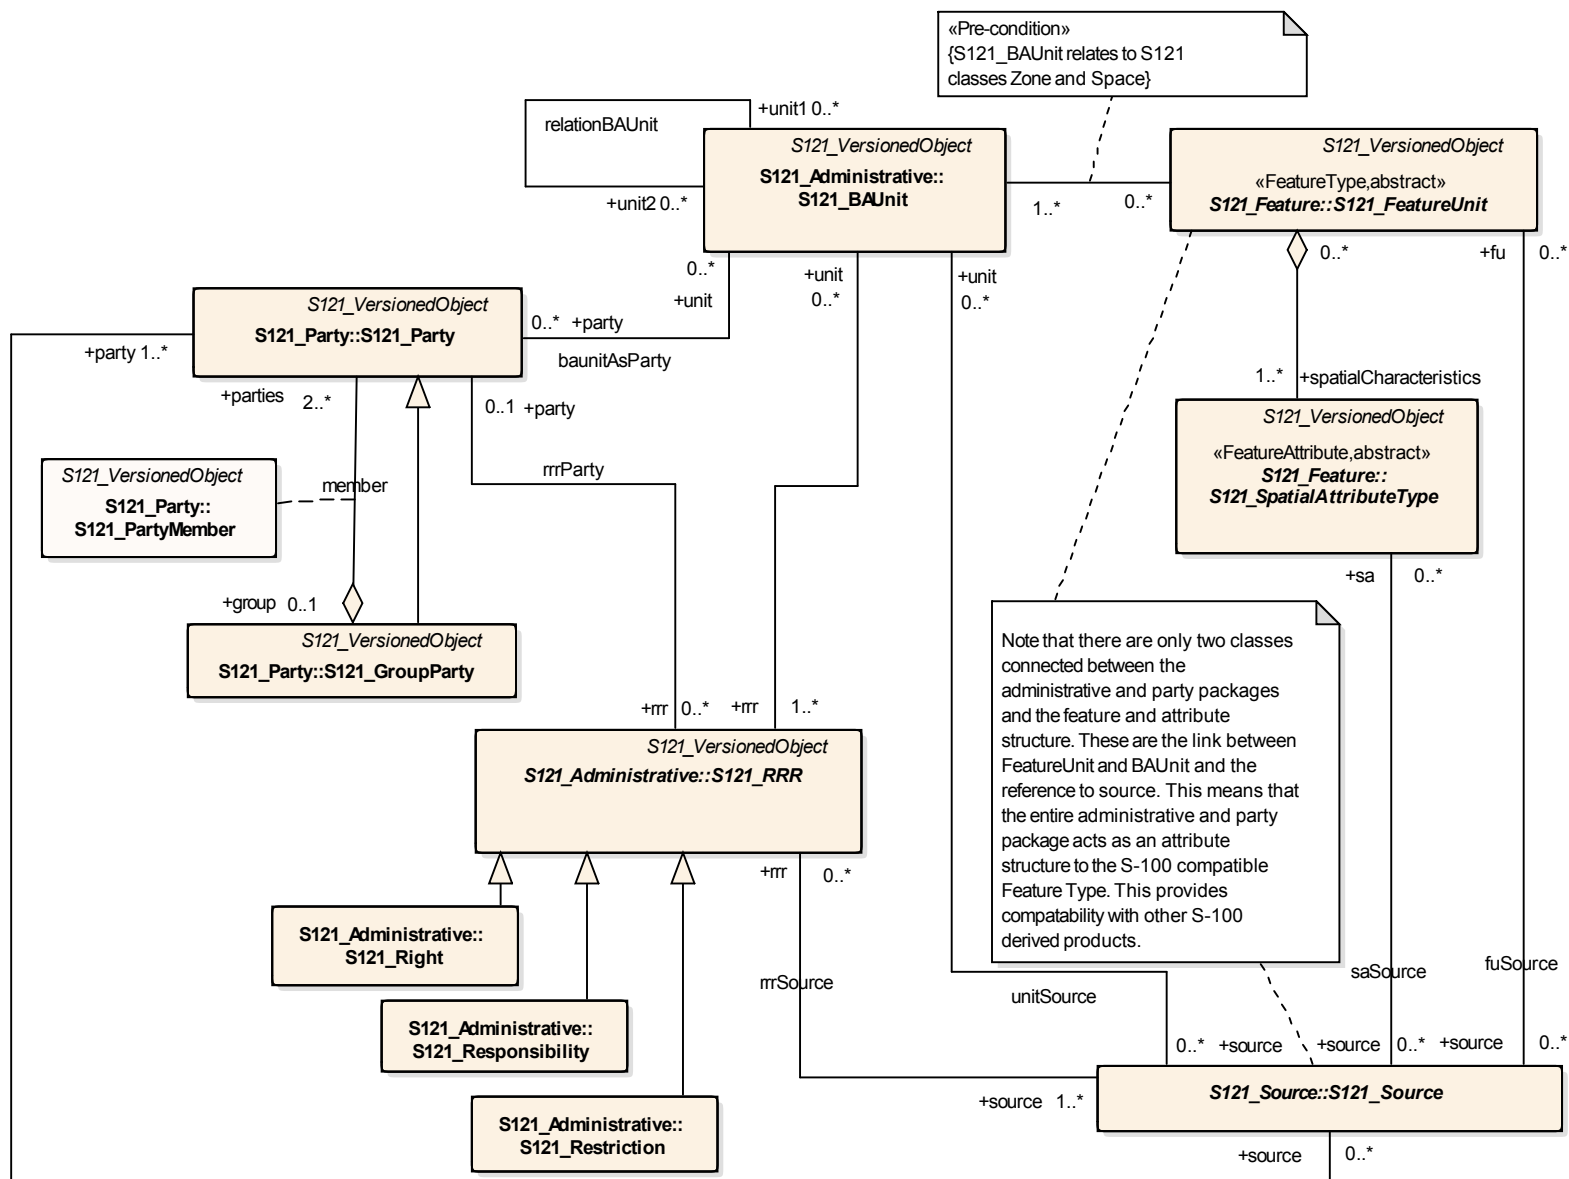 «Pre-condition»
{S121_BAUnit relates to S121
classes Zone and Space}
relationBAUnit
+unit1 0..*
+unit2 0..*
S121_VersionedObject
S121_Administrative::
S121_BAUnit
1..*
0..*
S121_VersionedObject
«FeatureType,abstract»
S121_Feature::S121_FeatureUnit
0..*
+unit
+unit
0..*
+unit
0..*
0..*
+fu
0..*
S121_VersionedObject
S121_Party::S121_Party
0..* +party
baunitAsParty
+party 1..*
+parties
2..*
0..1 +party
1..* +spatialCharacteristics
S121_VersionedObject
«FeatureAttribute,abstract»
S121_Feature::
S121_SpatialAttributeType
S121_VersionedObject
S121_Party::
S121_PartyMember
member
rrrParty
+sa
0..*
+group 0..1
S121_VersionedObject
S121_Party::S121_GroupParty
Note that there are only two classes
connected between the
administrative and party packages
and the feature and attribute
structure. These are the link between
FeatureUnit and BAUnit and the
reference to source. This means that
the entire administrative and party
package acts as an attribute
structure to the S-100 compatible
Feature Type. This provides
compatability with other S-100
derived products.
+rrr 0..*
+rrr 1..*
S121_VersionedObject
S121_Administrative::S121_RRR
+rrr
0..*
S121_Administrative::
S121_Right
S121_Administrative::
S121_Responsibility
S121_Administrative::
S121_Restriction
rrrSource
unitSource
saSource
fuSource
0..* +source
+source 0..*
+source 0..*
+source 1..*
S121_Source::S121_Source
+source 0..*